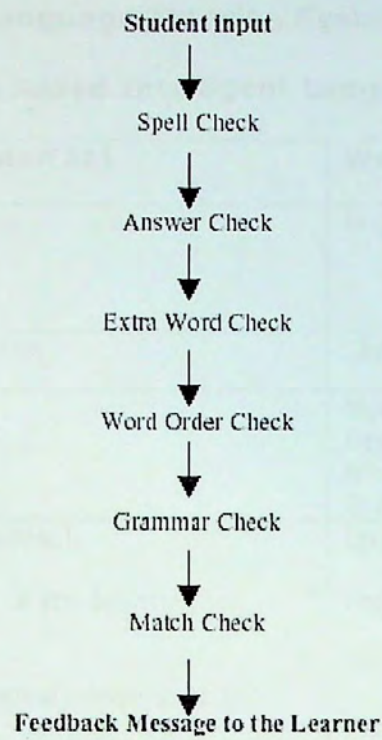 Student input
Spell Check
Answer Check
Extra Word Check
Word Order Check
Grammar Check
Match Check
Feedback Message to the Learner